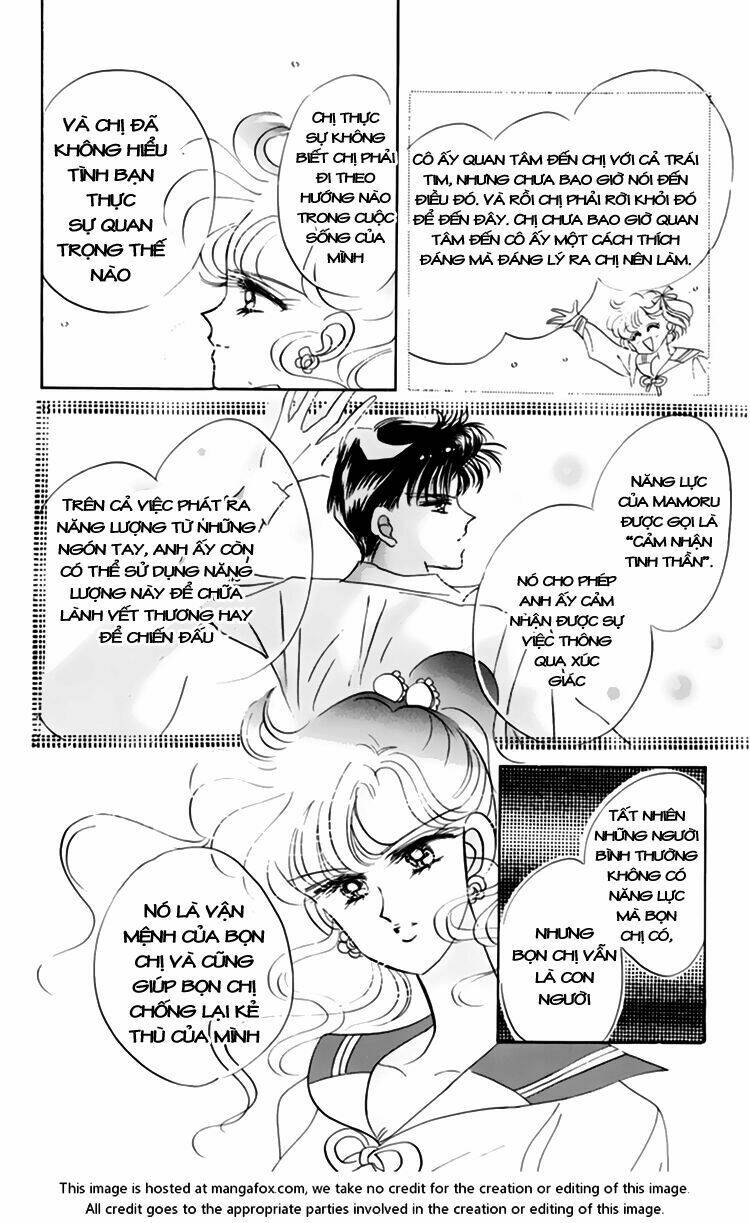 CÔ ẤY QUAN TÂM ĐẾN CHỊ VỚI CẢ TRÁI
TIM, NHƯNG CHƯA BAO GIỜ NÓI ĐẾN
ĐIỀU ĐÓ. VÀ RỒI CHỊ PHẢI RỜI KHỎI ĐÓ
ĐỂ ĐẾN ĐÂY. CHỊ CHƯA BAO GIỜ QUAN
TÂM ĐẾN CÔ ẤY MỘT CÁCH THÍCH
ĐÁNG MÀ ĐÁNG LÝ RA CHỊ NÊN LÀM.
CHỊ THỰC
SỰ KHÔNG
BIẾT CHỊ PHẢI
ĐI THEO
HƯỚNG NÀO
TRONG CUỘC
SỐNG CỦA
MÌNH
VÀ CHỊ ĐÃ
KHÔNG HIỂU
TÌNH BẠN
THỰC
SỰ QUAN
TRỌNG THẾ
NÀO
NĂNG LỰC
CỦA MAMORU
ĐƯỢC GỌI LÀ
“CẢM NHẬN
TINH THẦN”.
NÓ CHO PHÉP
ANH ẤY CẢM
NHẬN ĐƯỢC SỰ
VIỆC THÔNG
QUA XÚC
GIÁC
TRÊN CẢ VIỆC PHÁT RA
NĂNG LƯỢNG TỪ NHỮNG
NGÓN TAY, ANH ẤY CÒN
CÓ THỂ SỬ DỤNG NĂNG
LƯỢNG NÀY ĐỂ CHỮA
LÀNH VẾT THƯƠNG HAY
ĐỂ CHIẾN ĐẤU
TẤT NHIÊN
NHỮNG NGƯỜI
BÌNH THƯỜNG
KHÔNG CÓ
NĂNG LỰC
MÀ BỌN
CHỊ CÓ,
NHƯNG
BỌN CHỊ VẪN
LÀ CON
NGƯỜI
NÓ LÀ VẬN
MỆNH CỦA BỌN
CHỊ VÀ CŨNG
GIÚP BỌN CHỊ
CHỐNG LẠI KẺ
THÙ CỦA MÌNH
This image is hosted at mangafox.com, we take no credit for the creation or editing of this image.
All credit goes to the appropriate parties involved in the creation or editing of this image.